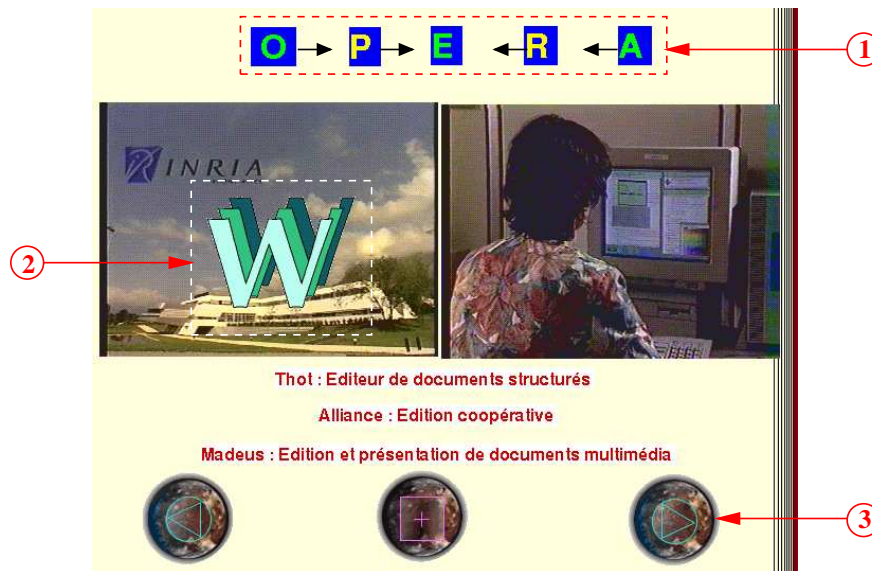 O P E R A
1
INRIA
W
2
Thot : Editeur de documents structurés
Alliance : Edition coopérative
Madeus : Edition et présentation de documents multimédia
3